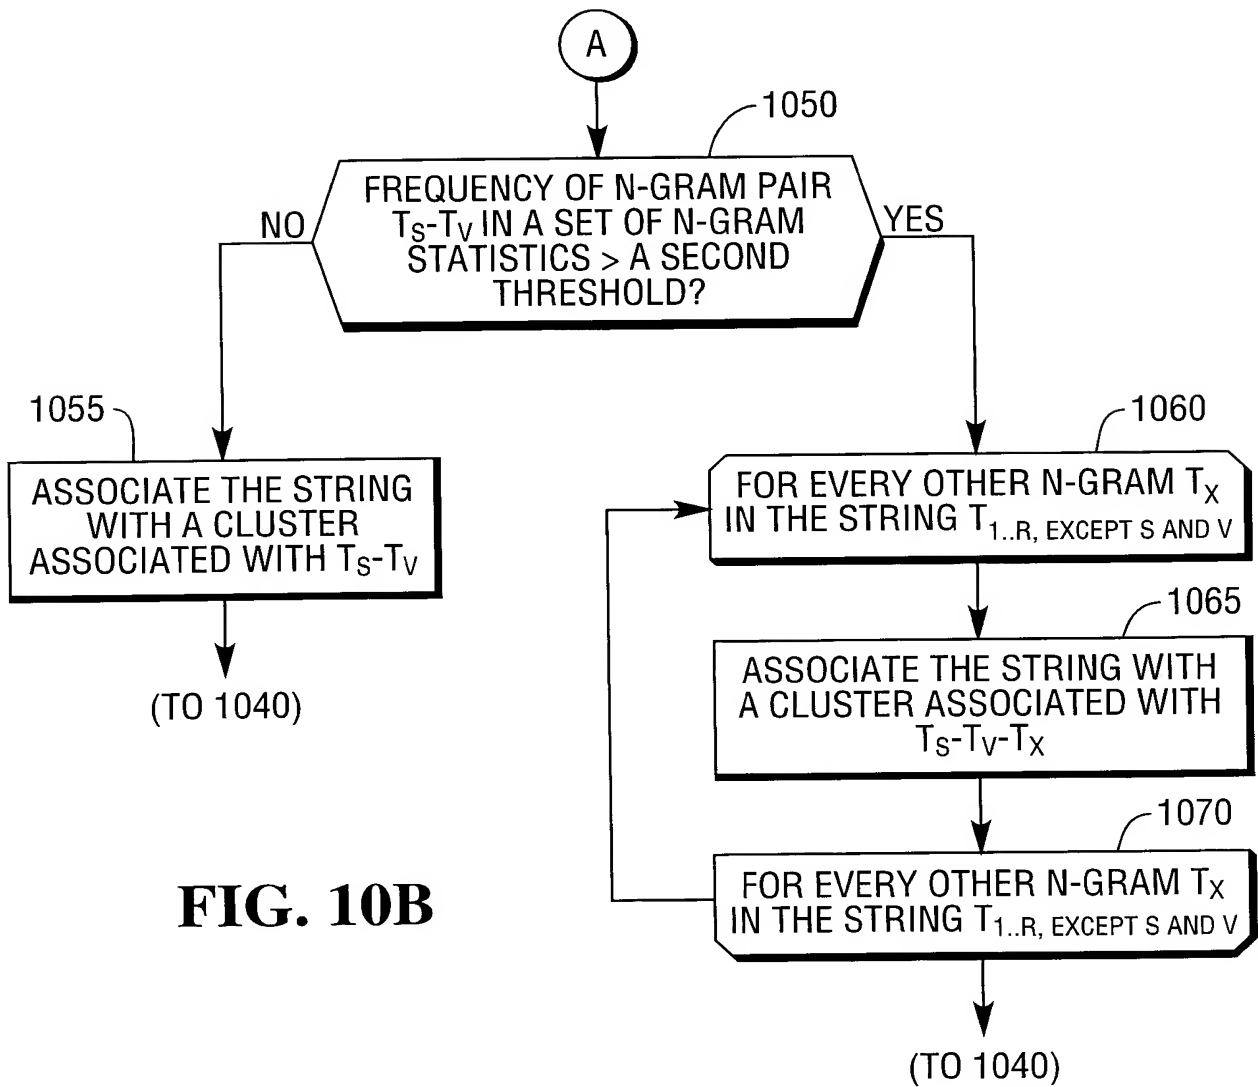 A
1050
FREQUENCY OF N-GRAM PAIR
TS-TV IN A SET OF N-GRAM
STATISTICS > A SECOND
THRESHOLD?
NO
YES
1055
ASSOCIATE THE STRING
WITH A CLUSTER
ASSOCIATED WITH TS-TV
(TO 1040)
1060
FOR EVERY OTHER N-GRAM TX
IN THE STRING T1..R, EXCEPT S AND V
1065
ASSOCIATE THE STRING WITH
A CLUSTER ASSOCIATED WITH
TS-TV-TX
1070
FOR EVERY OTHER N-GRAM TX
IN THE STRING T1..R, EXCEPT S AND V
(TO 1040)
FIG. 10B